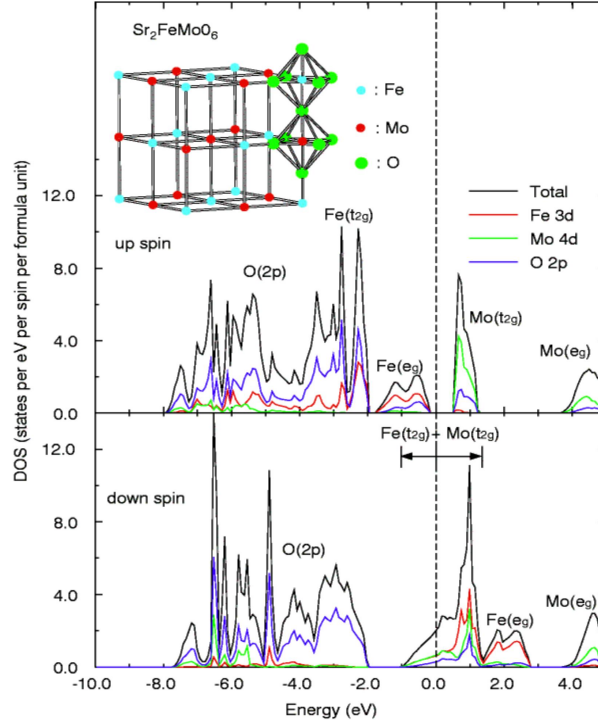 Sr2FeMoO6
: Fe
: Mo
: O
Total
Fe 3d
Mo 4d
O 2p
DOS (states per eV per spin per formula unit)
12.0
8.0
4.0
0.0
up spin
O(2p)
Fe(t2g)
Fe(eg)
Mo(t2g)
Mo(eg)
Fe(t2g)+ Mo(t2g)
12.0
8.0
4.0
0.0
down spin
O(2p)
Fe(eg)
Mo(eg)
-10.0 -8.0 -6.0 -4.0 -2.0 0.0 2.0 4.0
Energy (eV)